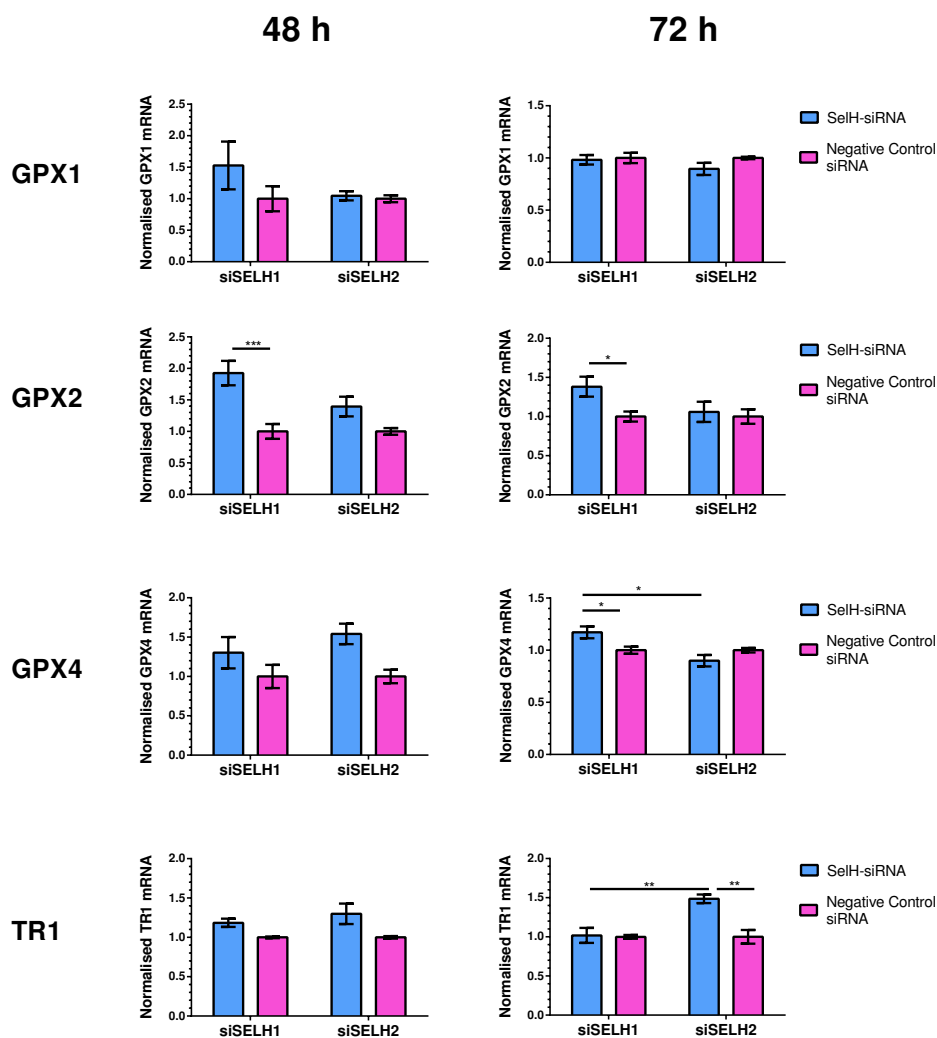 48 h
72 h
GPX1
Normalised GPX1 mRNA
2.5
2.0
1.5
1.0
0.5
0.0
siSELH1
siSELH2
Normalised GPX1 mRNA
1.5
1.0
0.5
0.0
siSELH1
siSELH2
SelH-siRNA
Negative Control
siRNA
GPX2
Normalised GPX2 mRNA
2.5
2.0
1.5
1.0
0.5
0.0
***
siSELH1
siSELH2
Normalised GPX2 mRNA
2.0
1.5
1.0
0.5
0.0
*
siSELH1
siSELH2
SelH-siRNA
Negative Control
siRNA
GPX4
Normalised GPX4 mRNA
2.0
1.5
1.0
0.5
0.0
siSELH1
siSELH2
Normalised GPX4 mRNA
1.5
1.0
0.5
0.0
*
*
siSELH1
siSELH2
SelH-siRNA
Negative Control
siRNA
TR1
Normalised TR1 mRNA
2.0
1.5
1.0
0.5
0.0
siSELH1
siSELH2
Normalised TR1 mRNA
2.0
1.5
1.0
0.5
0.0
**
**
siSELH1
siSELH2
SelH-siRNA
Negative Control
siRNA